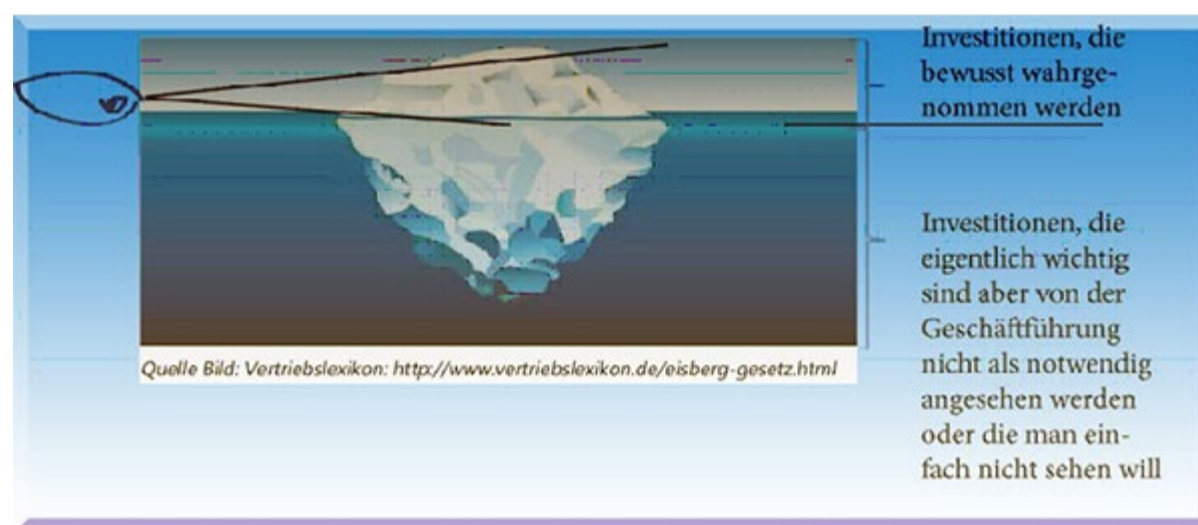 Investitionen, die
bewusst wahrge-
nommen werden
Investitionen, die
eigentlich wichtig
sind aber von der
Geschäftführung
nicht als notwendig
angesehen werden
oder die man ein-
fach nicht sehen will
Quelle Bild: Vertriebslexikon: http://www.vertriebslexikon.de/eisberg-gesetz.html